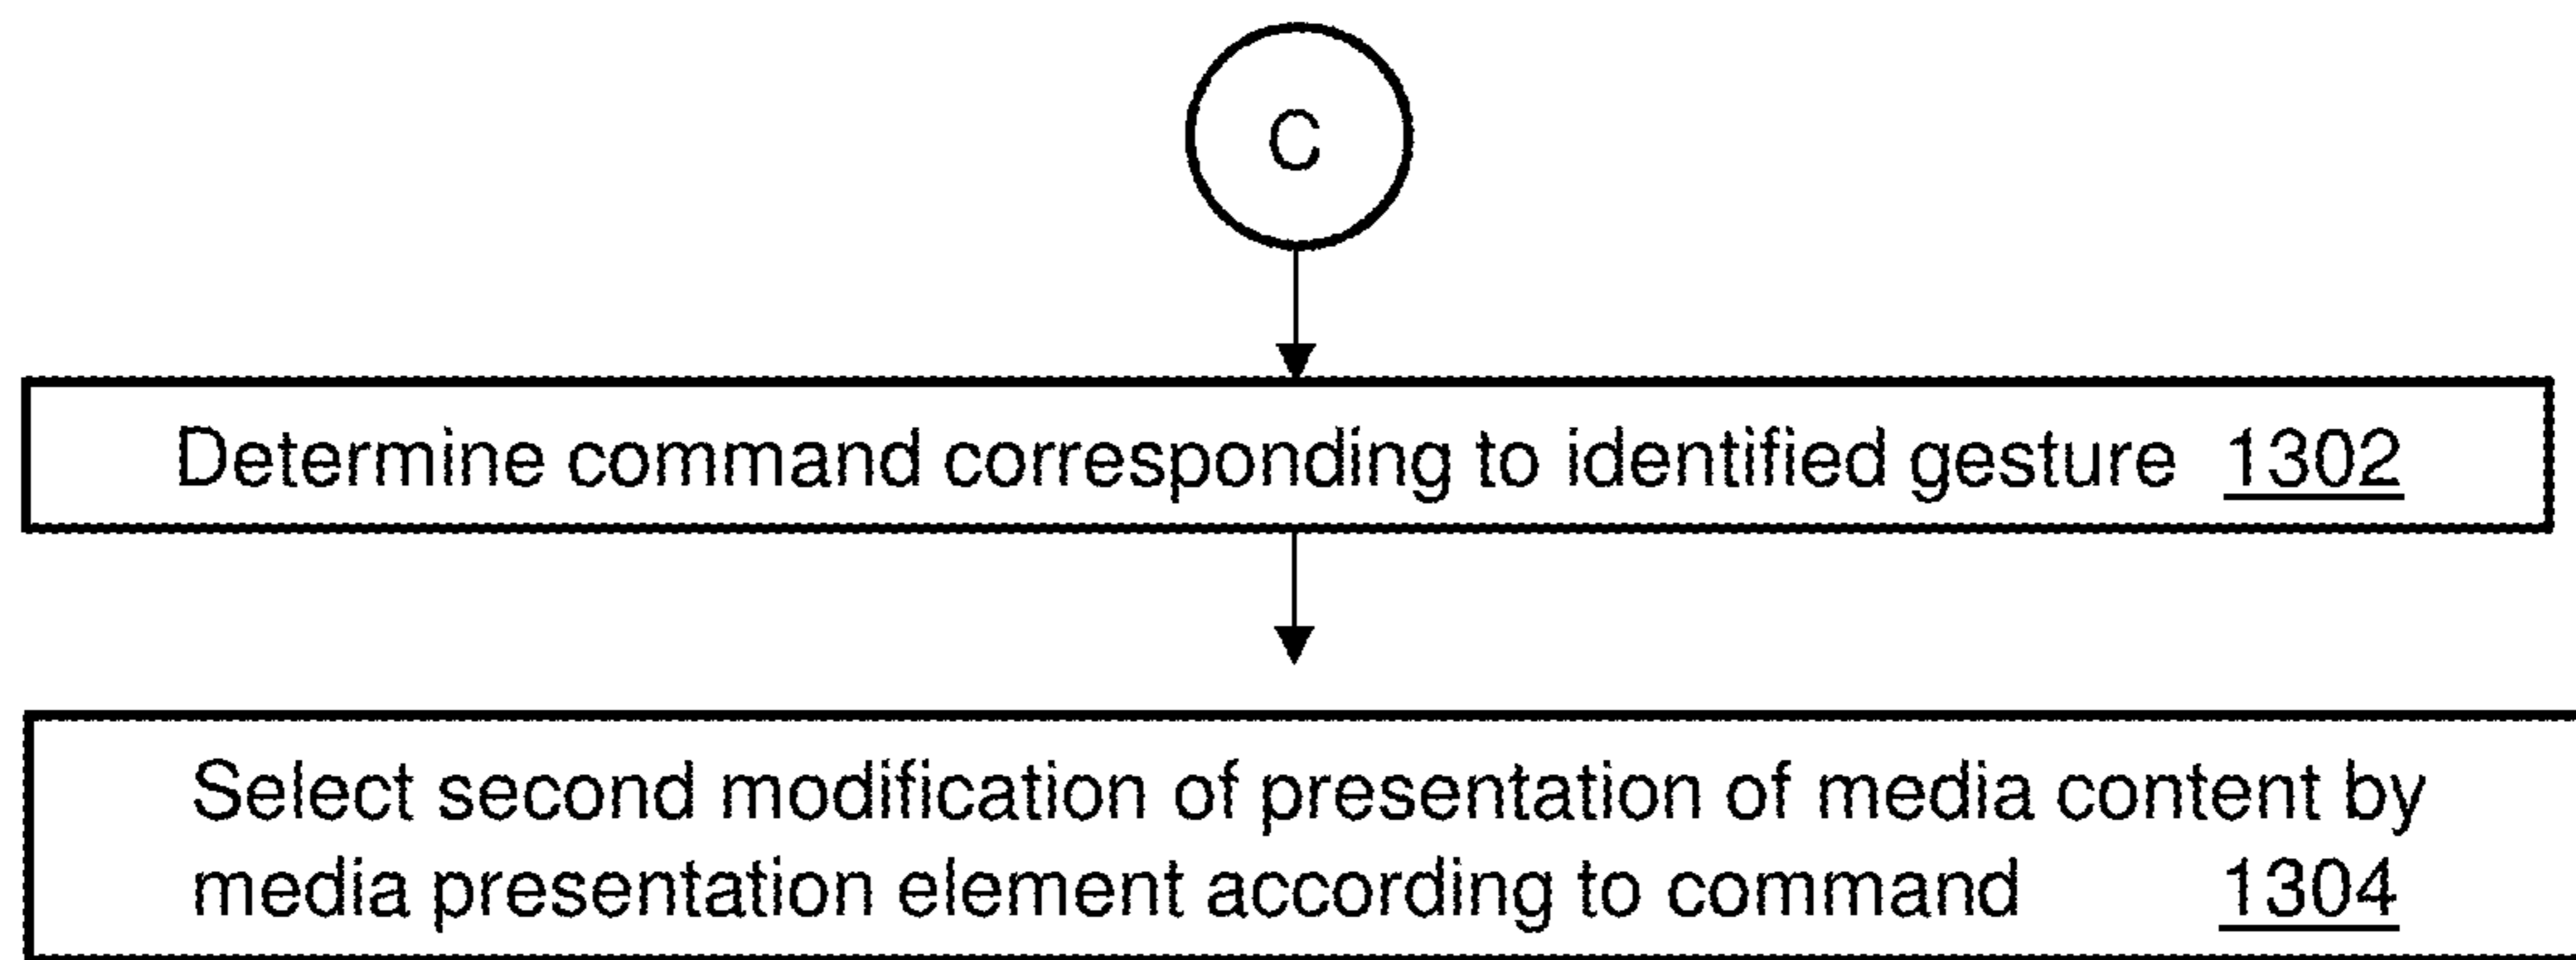 C
Determine command corresponding to identified gesture 1302
Select second modification of presentation of media content by
media presentation element according to command 1304